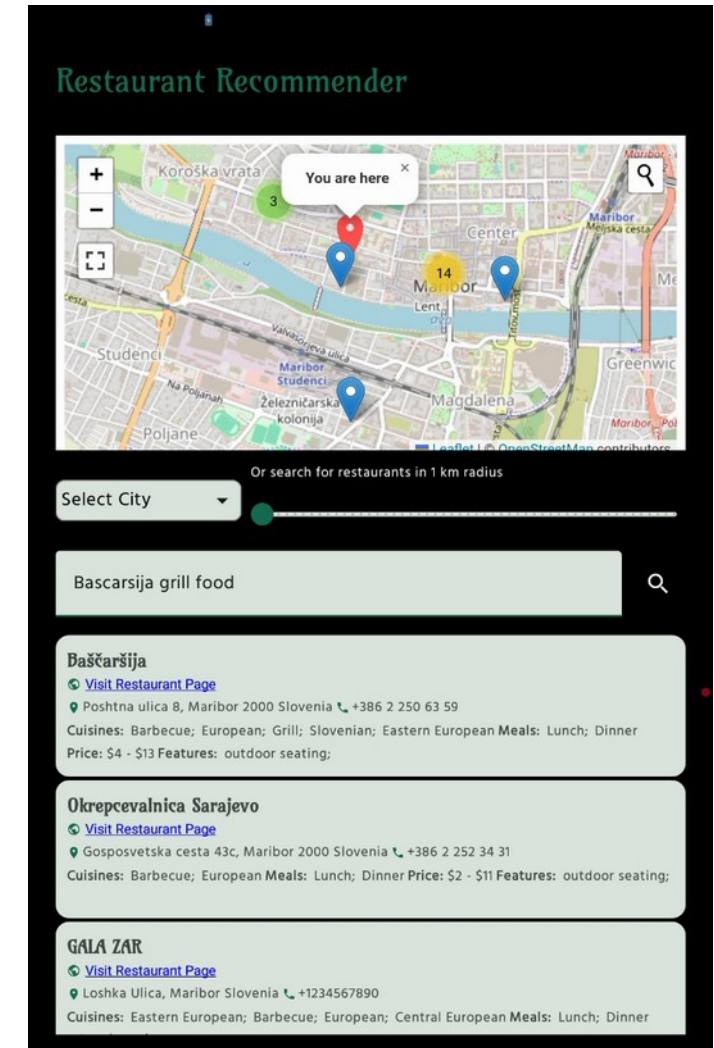 Restaurant Recommender
+
−
Koroška vrata
3
You are here
×
Center
Maribor
Meljska cesta
14
Maribor
Lent
Titov most
Studenci
Valvasorjeva ulica
Maribor
Studenci
Na Poljanah
Železničarska
kolonija
Magdalena
Greenwic
Poljane
Maribor
Leaflet | © OpenStreetMap contributors
Or search for restaurants in 1 km radius
Select City
Bascarsija grill food
Baščaršija
Visit Restaurant Page
Poshtna ulica 8, Maribor 2000 Slovenia +386 2 250 63 59
Cuisines: Barbecue; European; Grill; Slovenian; Eastern European Meals: Lunch; Dinner
Price: $4 - $13 Features: outdoor seating;
Okrepcevalnica Sarajevo
Visit Restaurant Page
Gosposvetska cesta 43c, Maribor 2000 Slovenia +386 2 252 34 31
Cuisines: Barbecue; European Meals: Lunch; Dinner Price: $2 - $11 Features: outdoor seating;
GALA ZAR
Visit Restaurant Page
Loshka Ulica, Maribor Slovenia +1234567890
Cuisines: Eastern European; Barbecue; European; Central European Meals: Lunch; Dinner